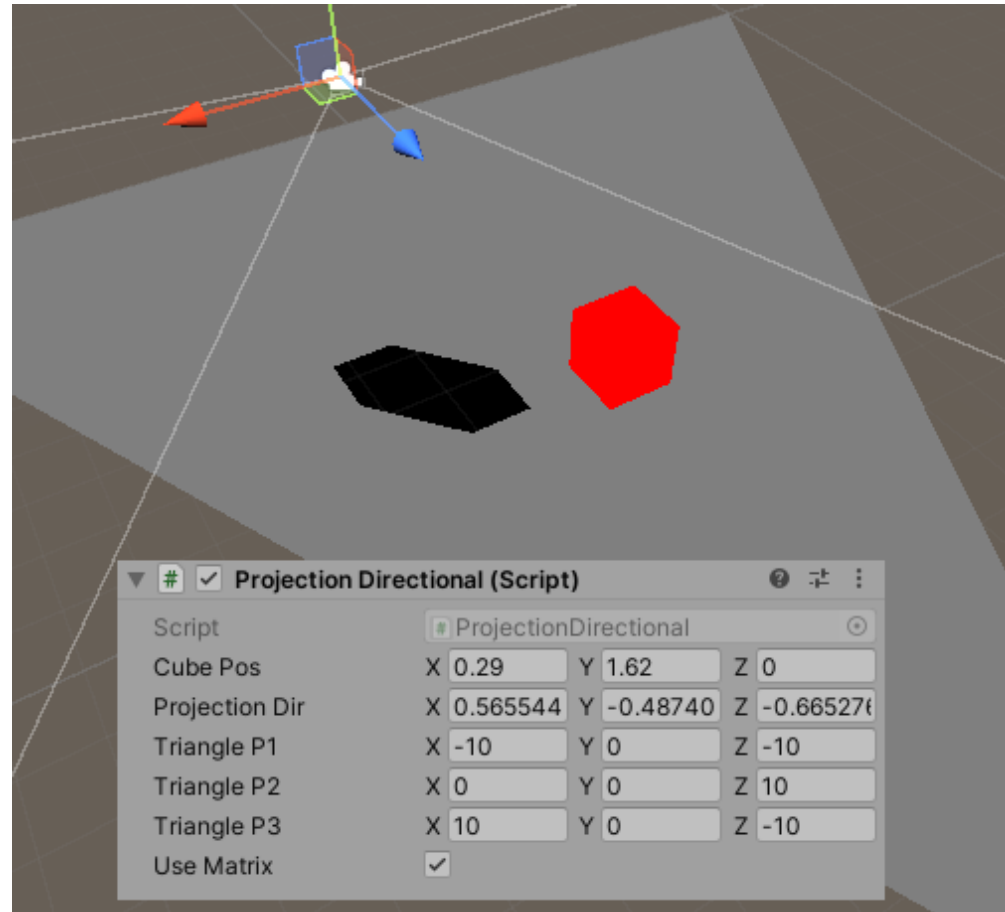 # Projection Directional (Script)
Script # ProjectionDirectional
Cube Pos X 0.29 Y 1.62 Z 0
Projection Dir X 0.565544 Y -0.48740 Z -0.665276
Triangle P1 X -10 Y 0 Z -10
Triangle P2 X 0 Y 0 Z 10
Triangle P3 X 10 Y 0 Z -10
Use Matrix